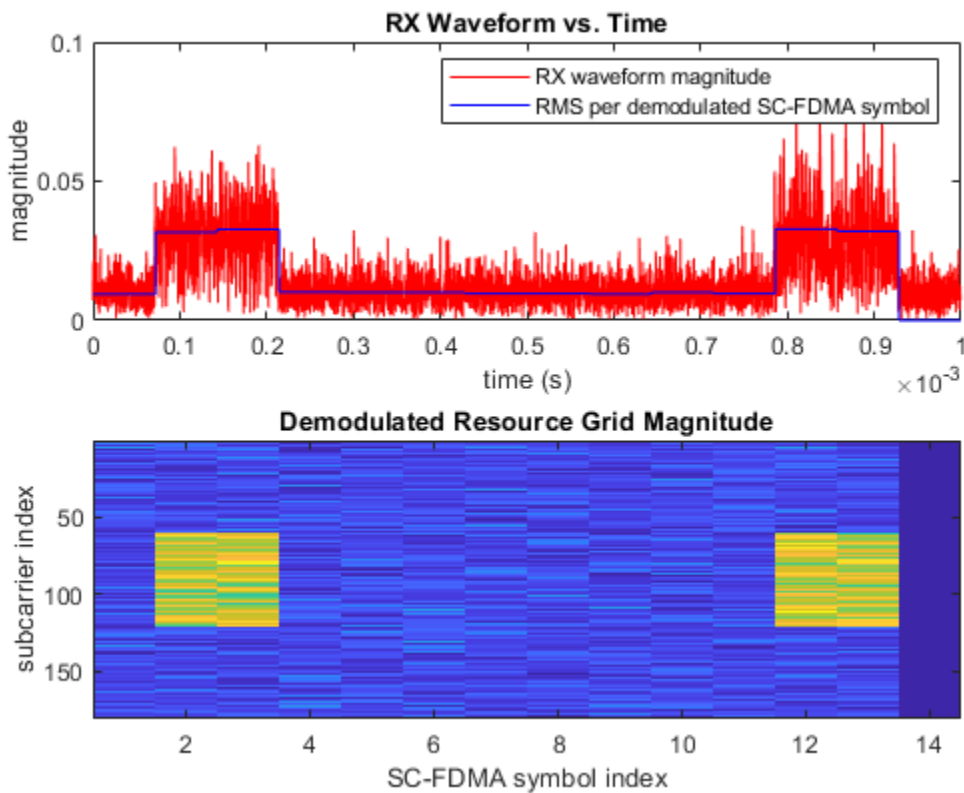 RX Waveform vs. Time
0.1
RX waveform magnitude
RMS per demodulated SC-FDMA symbol
0.05
magnitude
0
0 0.1 0.2 0.3 0.4 0.5 0.6 0.7 0.8 0.9 1
time (s)
×10⁻³
Demodulated Resource Grid Magnitude
50
100
150
subcarrier index
2 4 6 8 10 12 14
SC-FDMA symbol index